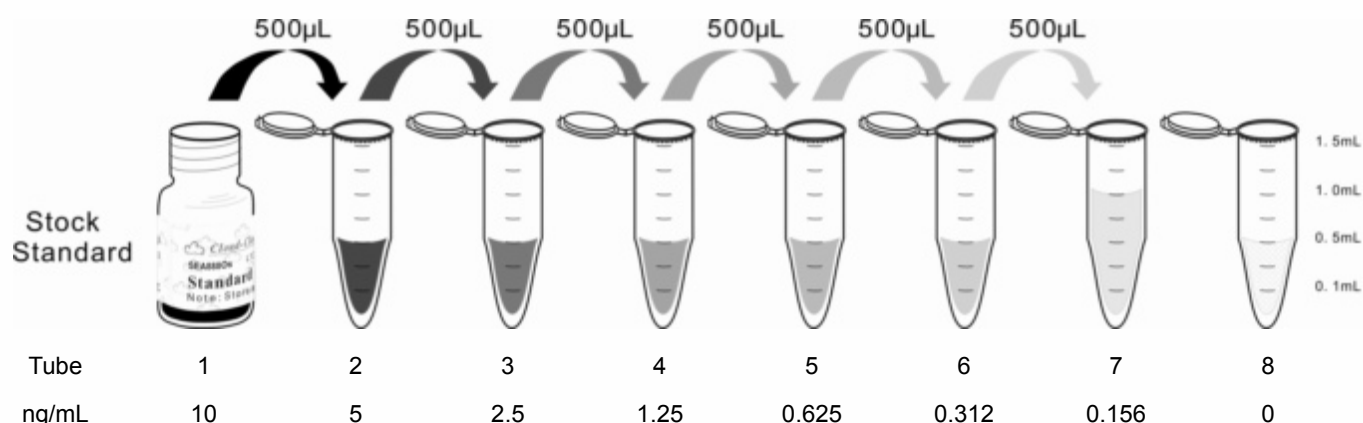 500µL 500µL 500µL 500µL 500µL 500µL
1.5mL
1.0mL
Stock
Standard
0.5mL
Standard
0.1mL
Tube 1 2 3 4 5 6 7 8
ng/mL 10 5 2.5 1.25 0.625 0.312 0.156 0